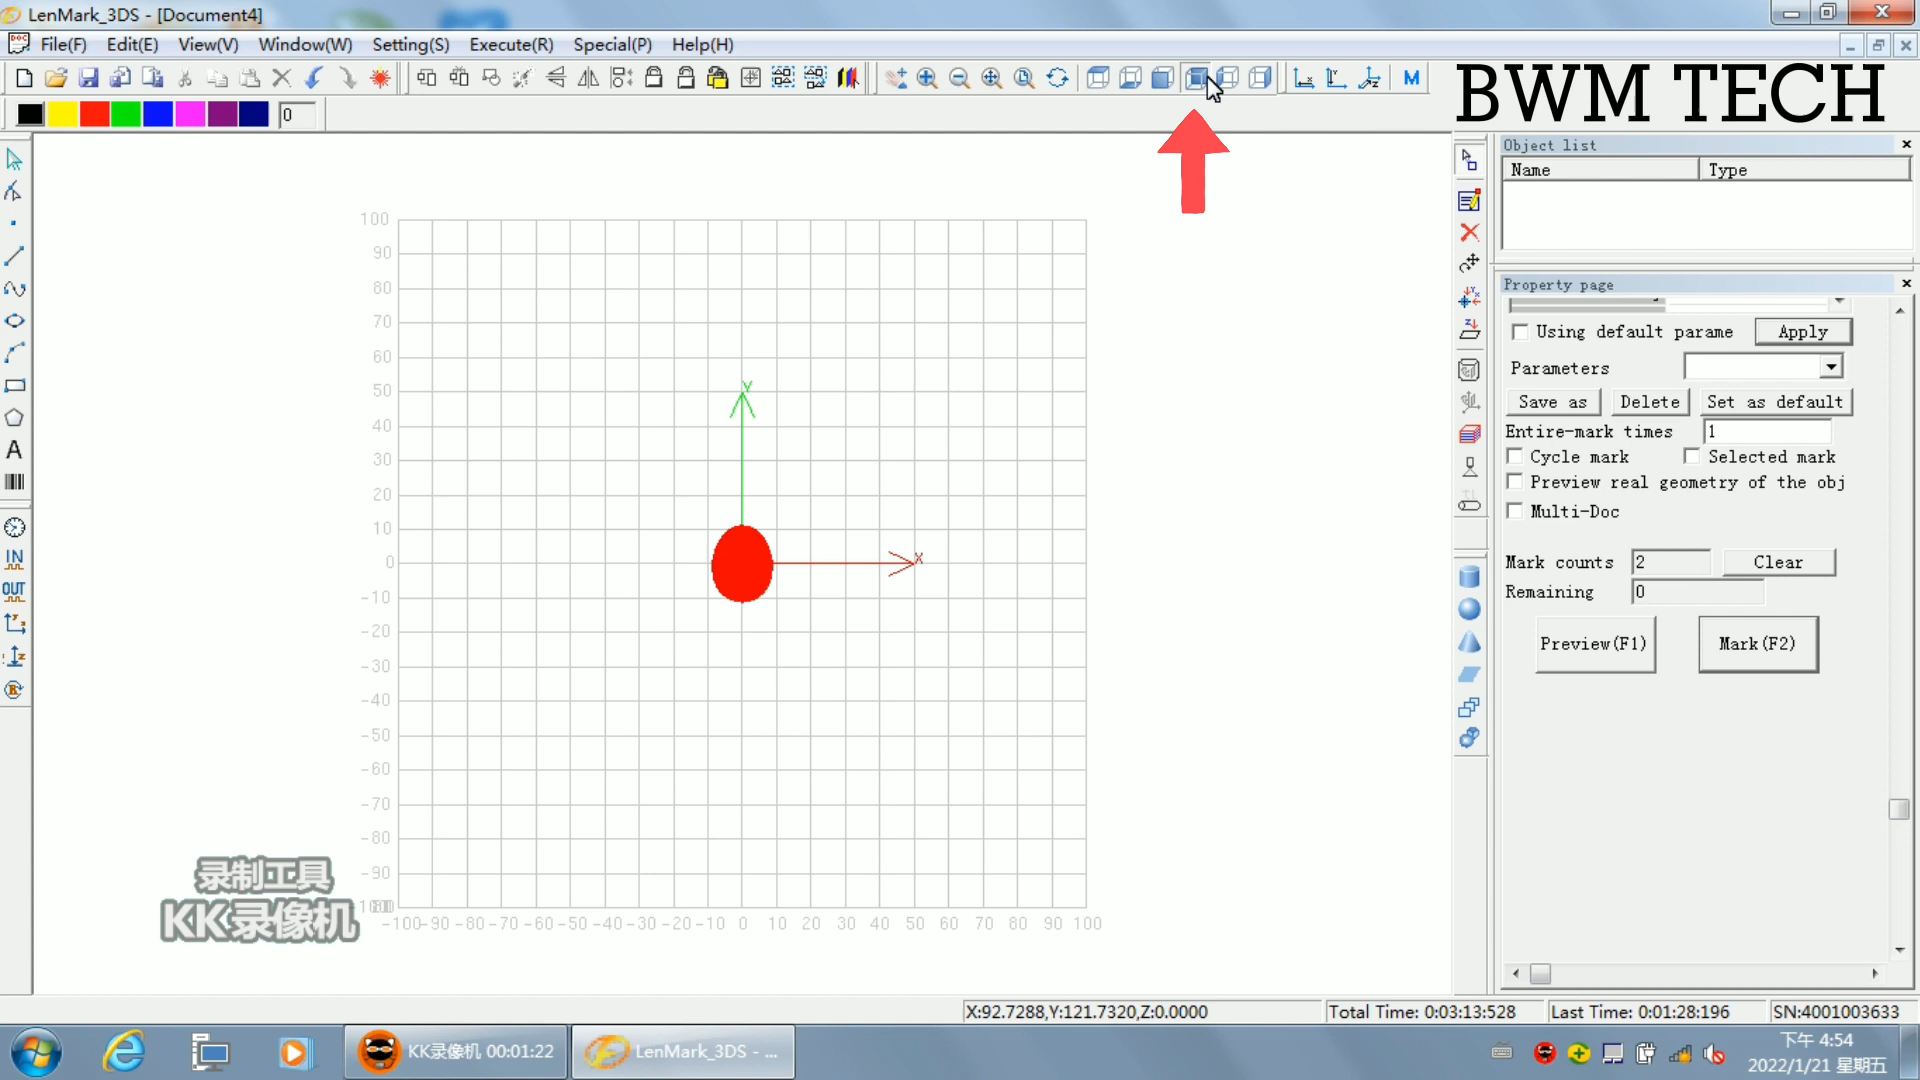 LenMark_3DS - [Document4]
File(F) Edit(E) View(V) Window(W) Setting(S) Execute(R) Special(P) Help(H)
M
BWM TECH
0
Object list
Name Type
Property page
Using default parame Apply
Parameters
Save as Delete Set as default
Entire-mark times 1
Cycle mark Selected mark
Preview real geometry of the obj
Multi-Doc
Mark counts 2 Clear
Remaining 0
Preview(F1) Mark(F2)
A
IN
OUT
100
90
80
70
60
50
40
30
20
10
0
-10
-20
-30
-40
-50
-60
-70
-80
-90
Y
X
-100 -90 -80 -70 -60 -50 -40 -30 -20 -10 0 10 20 30 40 50 60 70 80 90 100
录制工具
KK录像机
X:92.7288,Y:121.7320,Z:0.0000 Total Time: 0:03:13:528 Last Time: 0:01:28:196 SN:4001003633
KK录像机 00:01:22 LenMark_3DS - ...
下午 4:54
2022/1/21 星期五